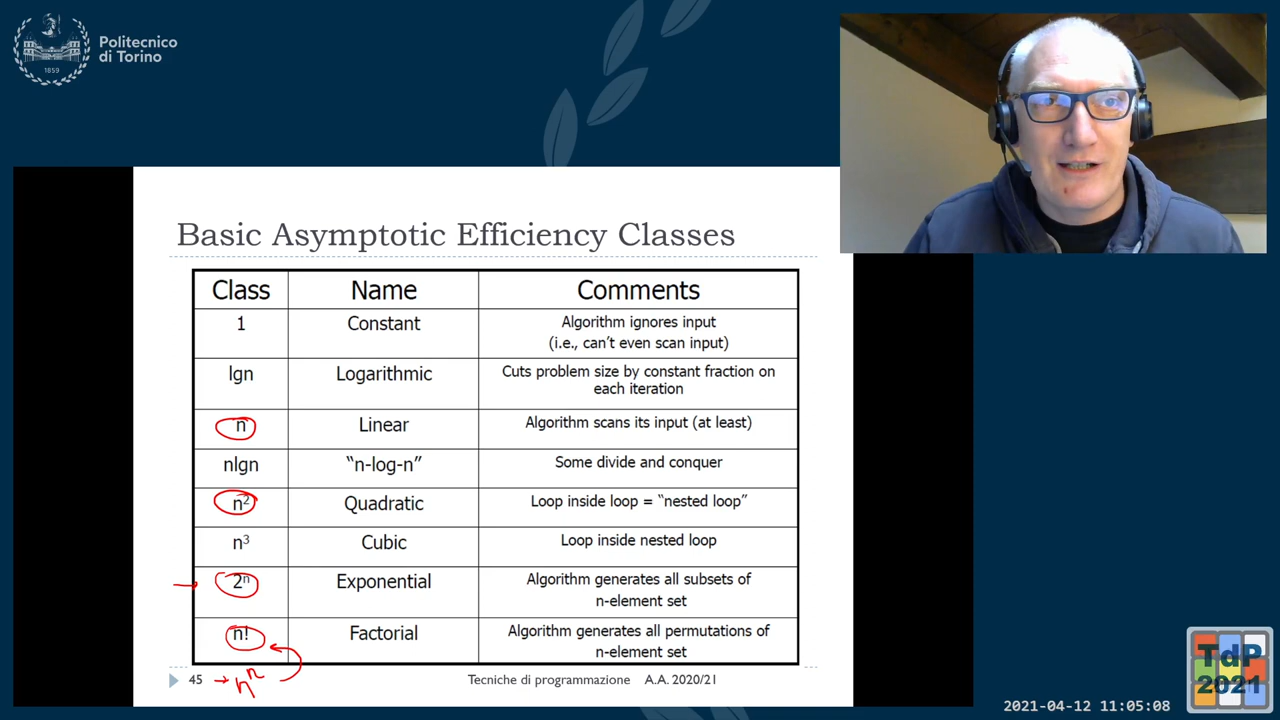 Politecnico
di Torino
1859
Basic Asymptotic Efficiency Classes
Class Name Comments
1 Constant Algorithm ignores input
(i.e., can't even scan input)
lgn Logarithmic Cuts problem size by constant fraction on
each iteration
n Linear Algorithm scans its input (at least)
nlgn “n-log-n” Some divide and conquer
n² Quadratic Loop inside loop = “nested loop”
n³ Cubic Loop inside nested loop
→ 2ⁿ Exponential Algorithm generates all subsets of
n-element set
n! Factorial Algorithm generates all permutations of
n-element set
45 → nⁿ Tecniche di programmazione A.A. 2020/21
TdP
2021
2021-04-12 11:05:08